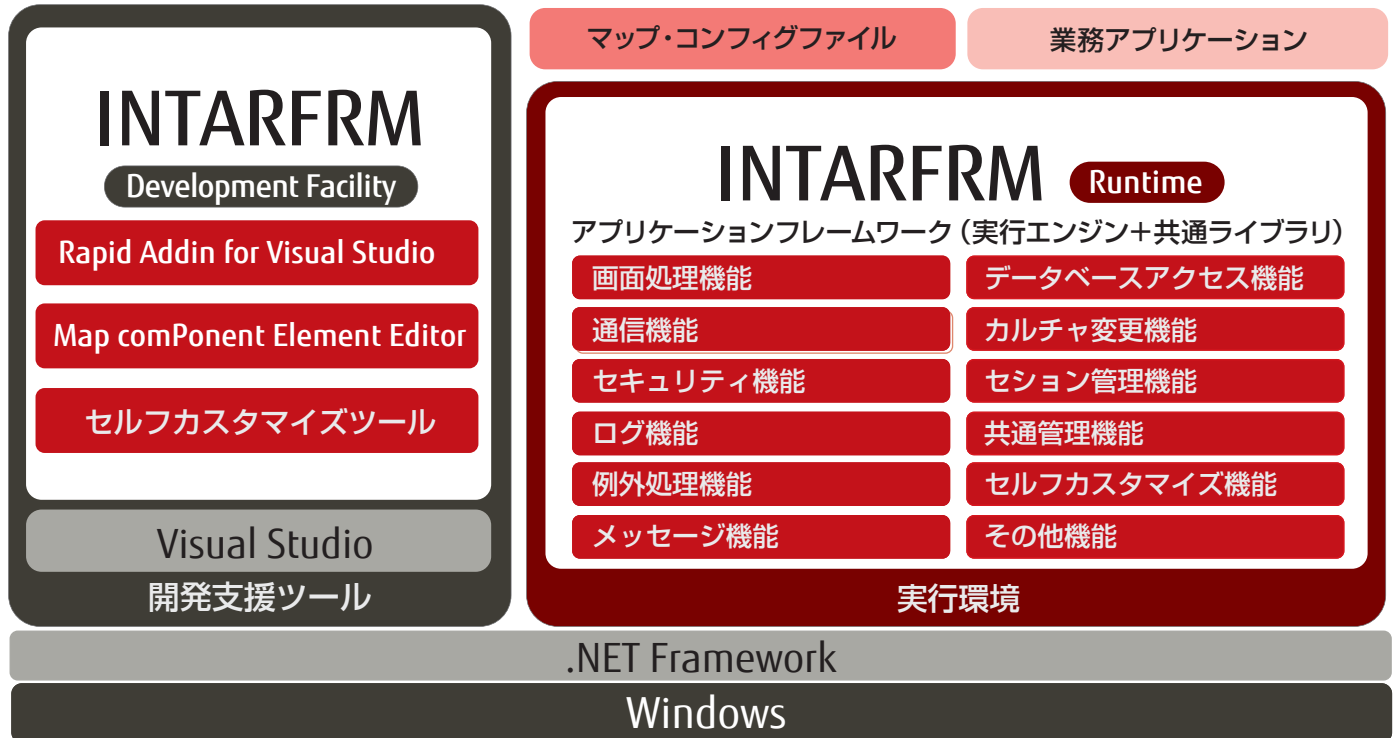 INTARFRM
Development Facility
Rapid Addin for Visual Studio
Map comPonent Element Editor
セルフカスタマイズツール
Visual Studio
開発支援ツール
マップ・コンフィグファイル
業務アプリケーション
INTARFRM Runtime
アプリケーションフレームワーク(実行エンジン+共通ライブラリ)
画面処理機能
データベースアクセス機能
通信機能
カルチャ変更機能
セキュリティ機能
セション管理機能
ログ機能
共通管理機能
例外処理機能
セルフカスタマイズ機能
メッセージ機能
その他機能
実行環境
.NET Framework
Windows